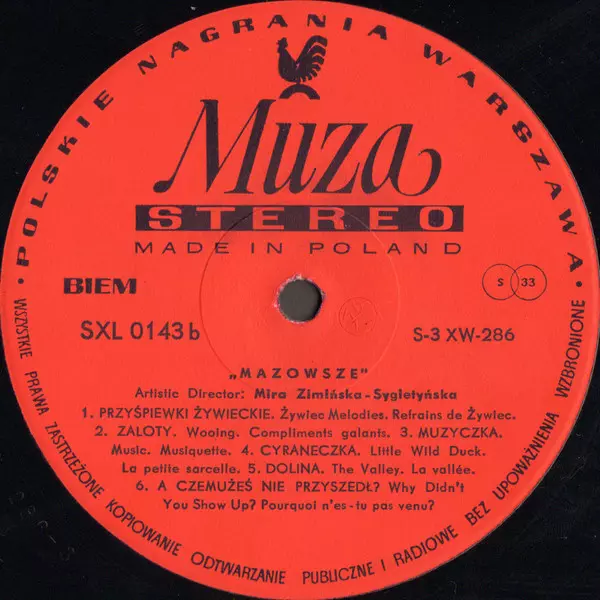 • POLSKIE NAGRANIA WARSZAWA •
Muza
STEREO
MADE IN POLAND
BIEM
S 33
SXL 0143 b
S-3 XW-286
„MAZOWSZE”
Artistic Director: Mira Zimińska-Sygietyńska
1. PRZYŚPIEWKI ŻYWIECKIE. Żywiec Melodies. Refrains de Żywiec.
2. ZALOTY. Wooing. Compliments galants. 3. MUZYCZKA.
Music. Musiquette. 4. CYRANECZKA. Little Wild Duck.
La petite sarcelle. 5. DOLINA. The Valley. La vallée.
6. A CZEMUŻEŚ NIE PRZYSZEDŁ? Why Didn't
You Show Up? Pourquoi n'es-tu pas venu?
WSZYSTKIE PRAWA ZASTRZEŻONE KOPIOWANIE ODTWARZANIE PUBLICZNE I RADIOWE BEZ UPOWAŻNIENIA WZBRONIONE